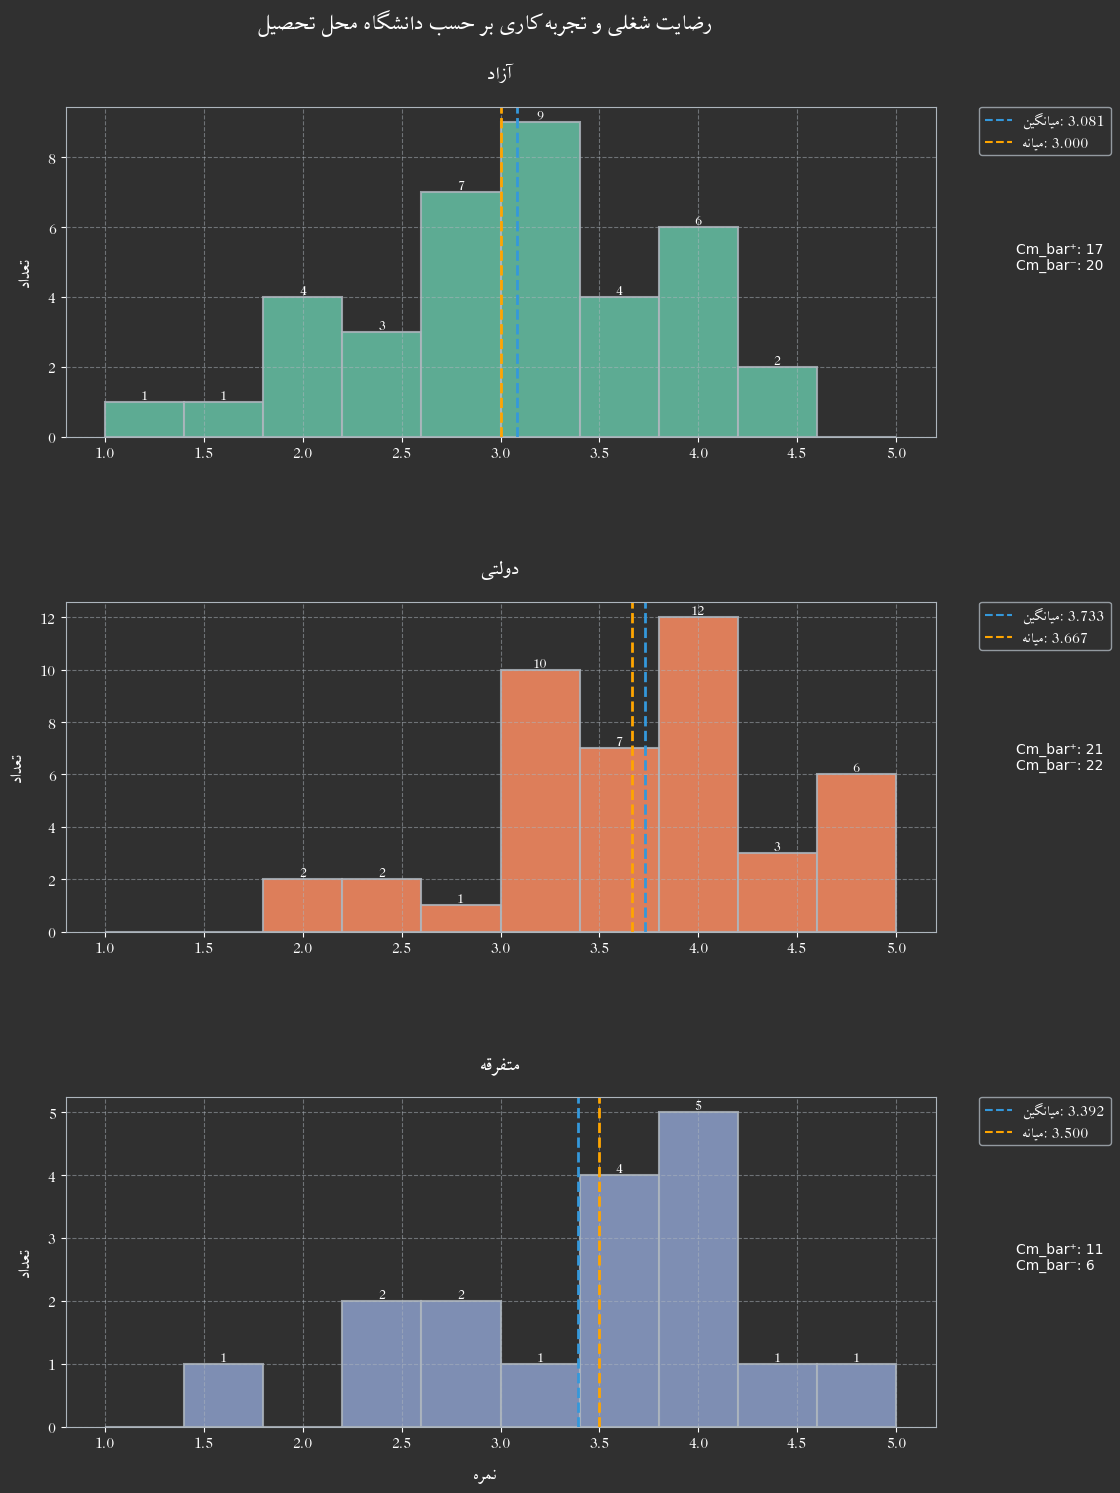 رضایت شغلی و تجربه کاری بر حسب دانشگاه محل تحصیل
آزاد
میانگین: 3.081
میانه: 3.000
Cm_bar⁺: 17
Cm_bar⁻: 20
تعداد
8
6
4
2
0
1
1
4
3
7
9
4
6
2
1.0 1.5 2.0 2.5 3.0 3.5 4.0 4.5 5.0
دولتی
میانگین: 3.733
میانه: 3.667
Cm_bar⁺: 21
Cm_bar⁻: 22
تعداد
12
10
8
6
4
2
0
2
2
1
10
7
12
3
6
1.0 1.5 2.0 2.5 3.0 3.5 4.0 4.5 5.0
متفرقه
میانگین: 3.392
میانه: 3.500
Cm_bar⁺: 11
Cm_bar⁻: 6
تعداد
5
4
3
2
1
0
1
2
2
1
4
5
1
1
1.0 1.5 2.0 2.5 3.0 3.5 4.0 4.5 5.0
نمره